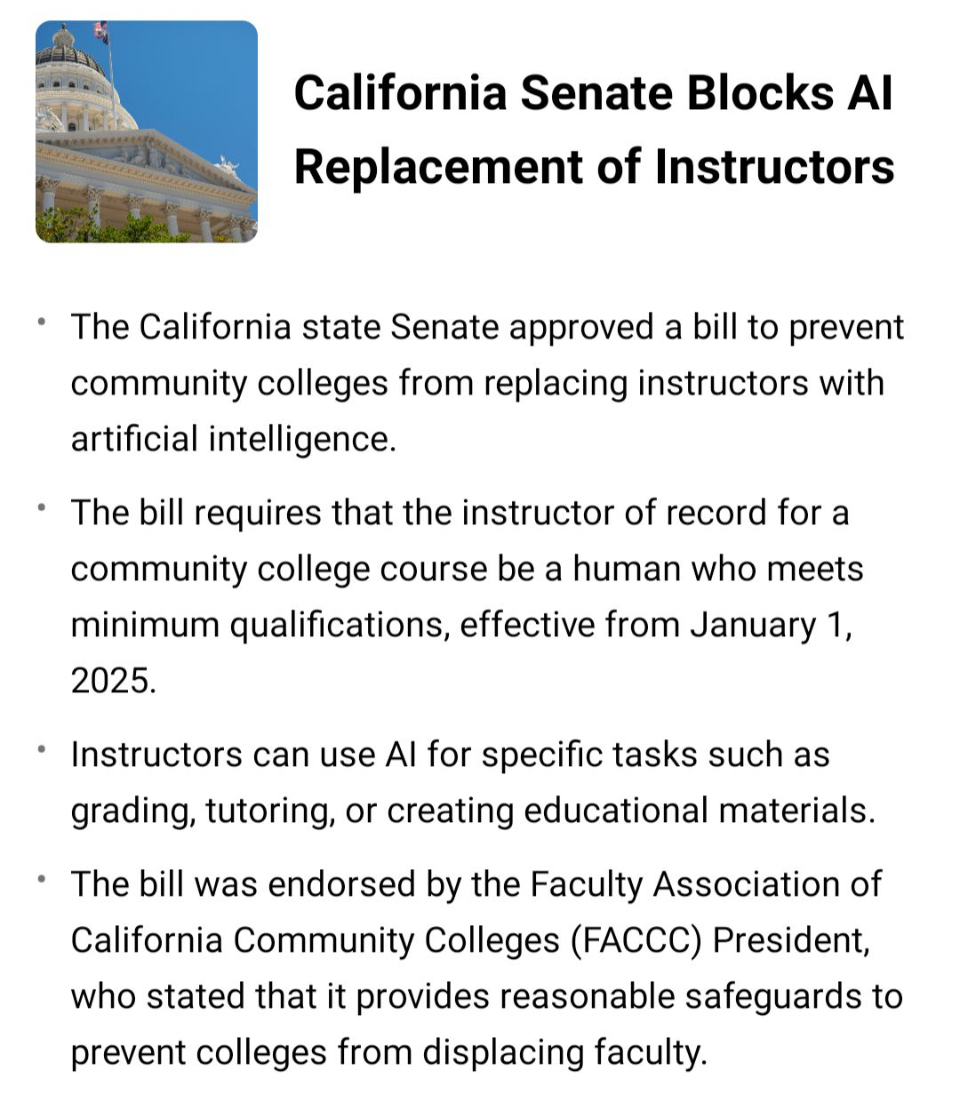 California Senate Blocks AI
Replacement of Instructors
• The California state Senate approved a bill to prevent
community colleges from replacing instructors with
artificial intelligence.
• The bill requires that the instructor of record for a
community college course be a human who meets
minimum qualifications, effective from January 1,
2025.
• Instructors can use AI for specific tasks such as
grading, tutoring, or creating educational materials.
• The bill was endorsed by the Faculty Association of
California Community Colleges (FACCC) President,
who stated that it provides reasonable safeguards to
prevent colleges from displacing faculty.